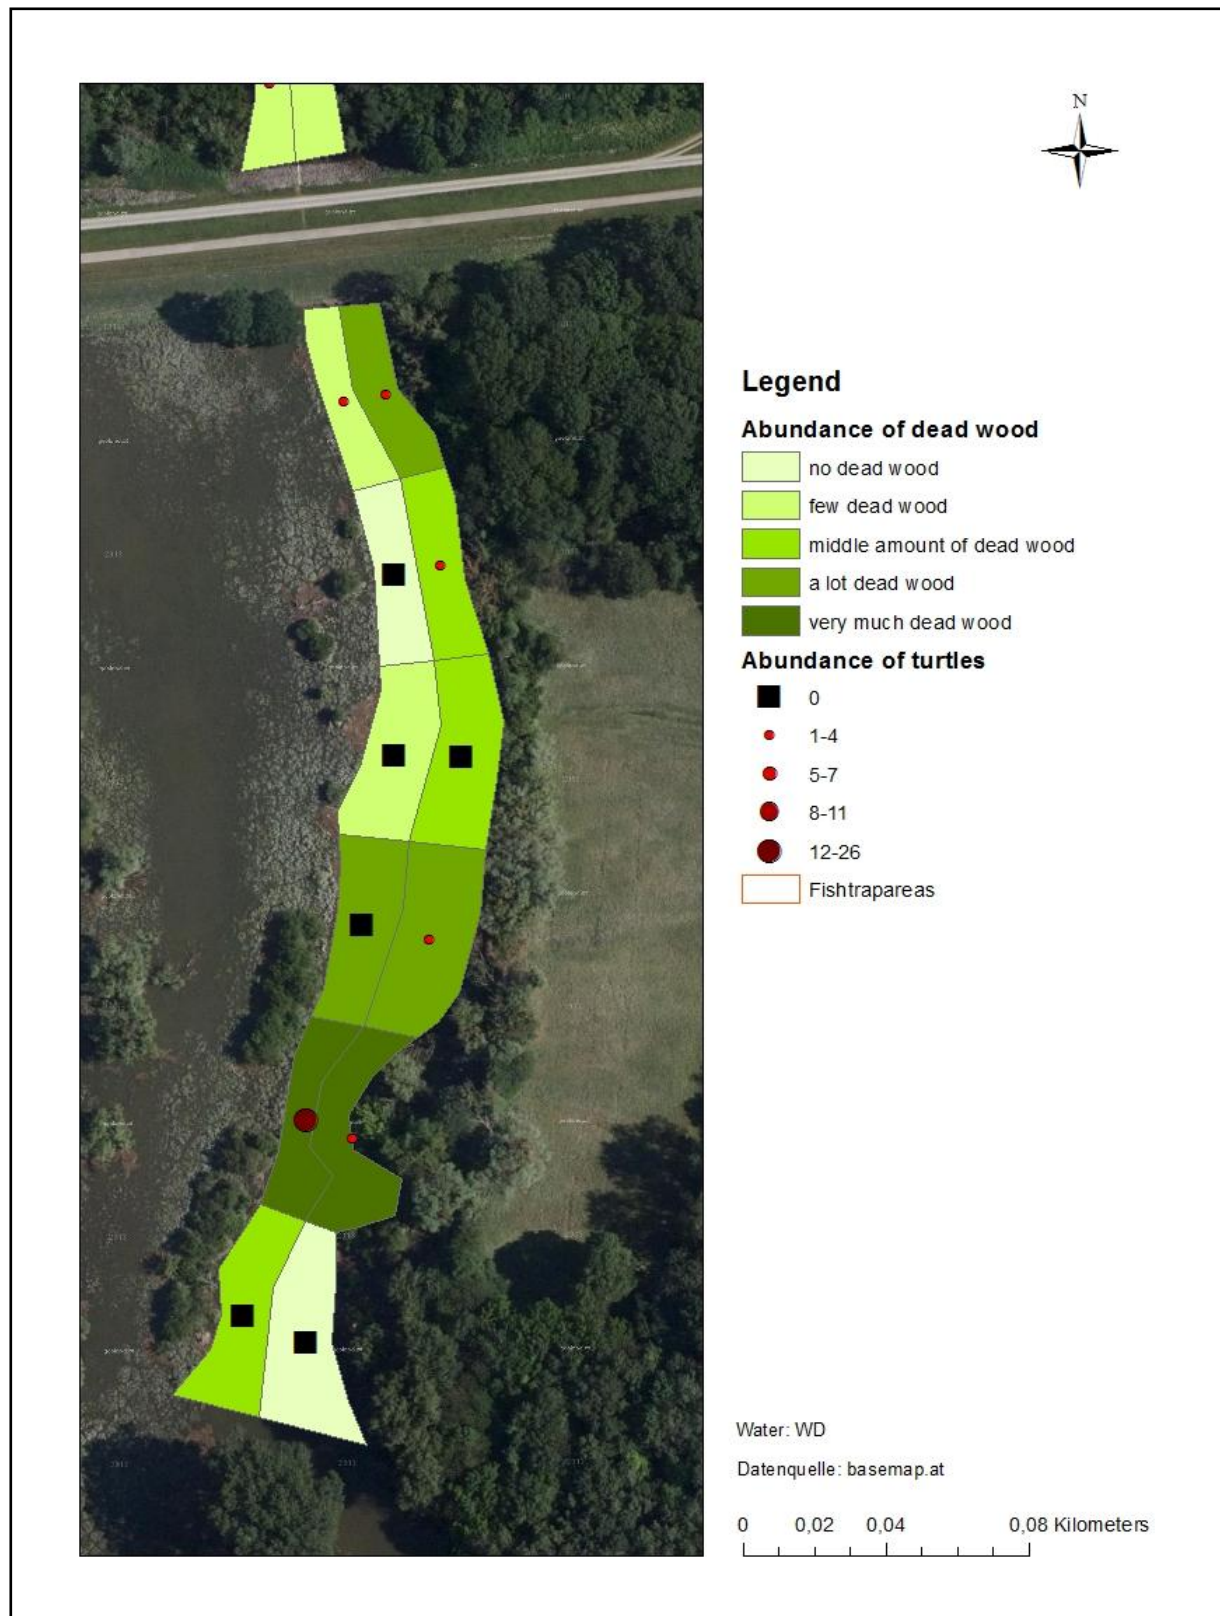 N
Legend
Abundance of dead wood
no dead wood
few dead wood
middle amount of dead wood
a lot dead wood
very much dead wood
Abundance of turtles
0
1-4
5-7
8-11
12-26
Fishtrapareas
Water: WD
Datenquelle: basemap.at
0 0,02 0,04 0,08 Kilometers